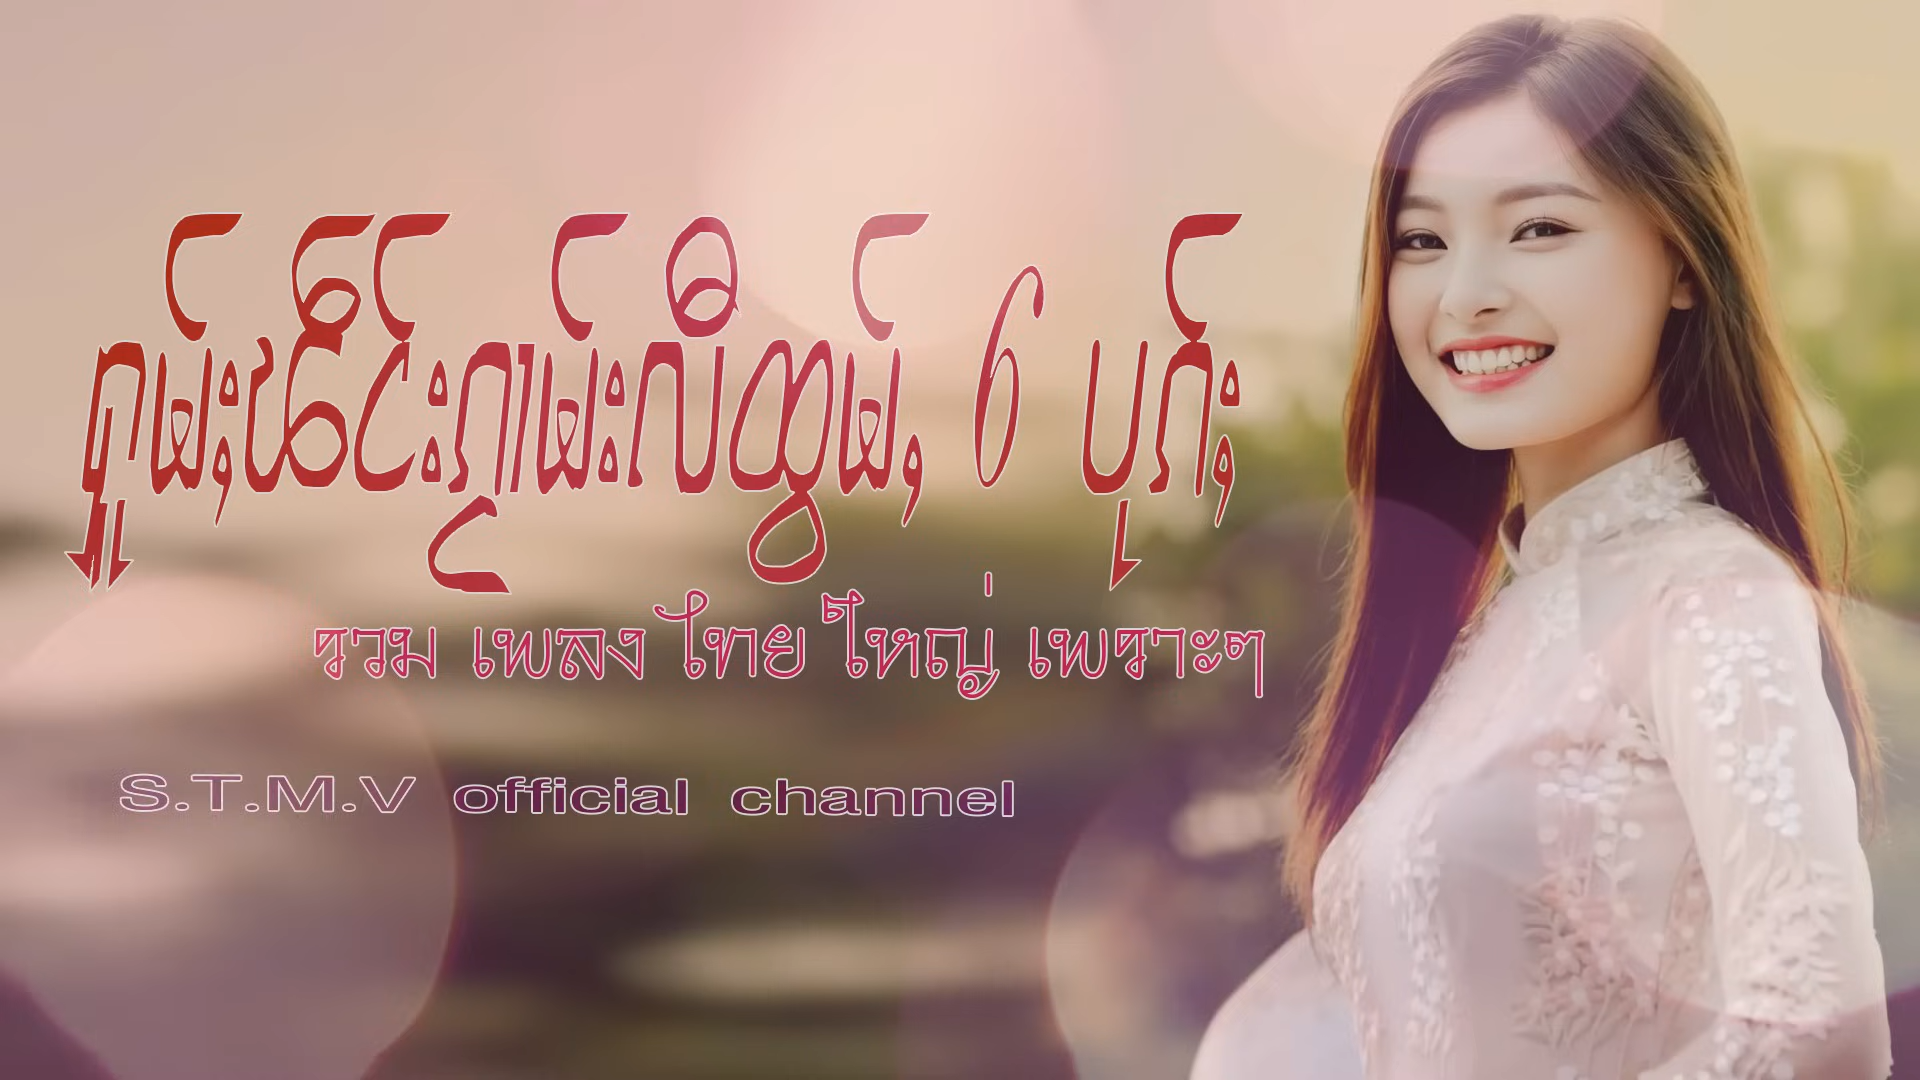 ႁူမ်ႈၽဵင်းႁၢမ်းလီထွမ်ႇ 6 ပုၵ်ႈ
รวม เพลง ไทย ใหญ่ เพราะๆ
S.T.M.V official channel